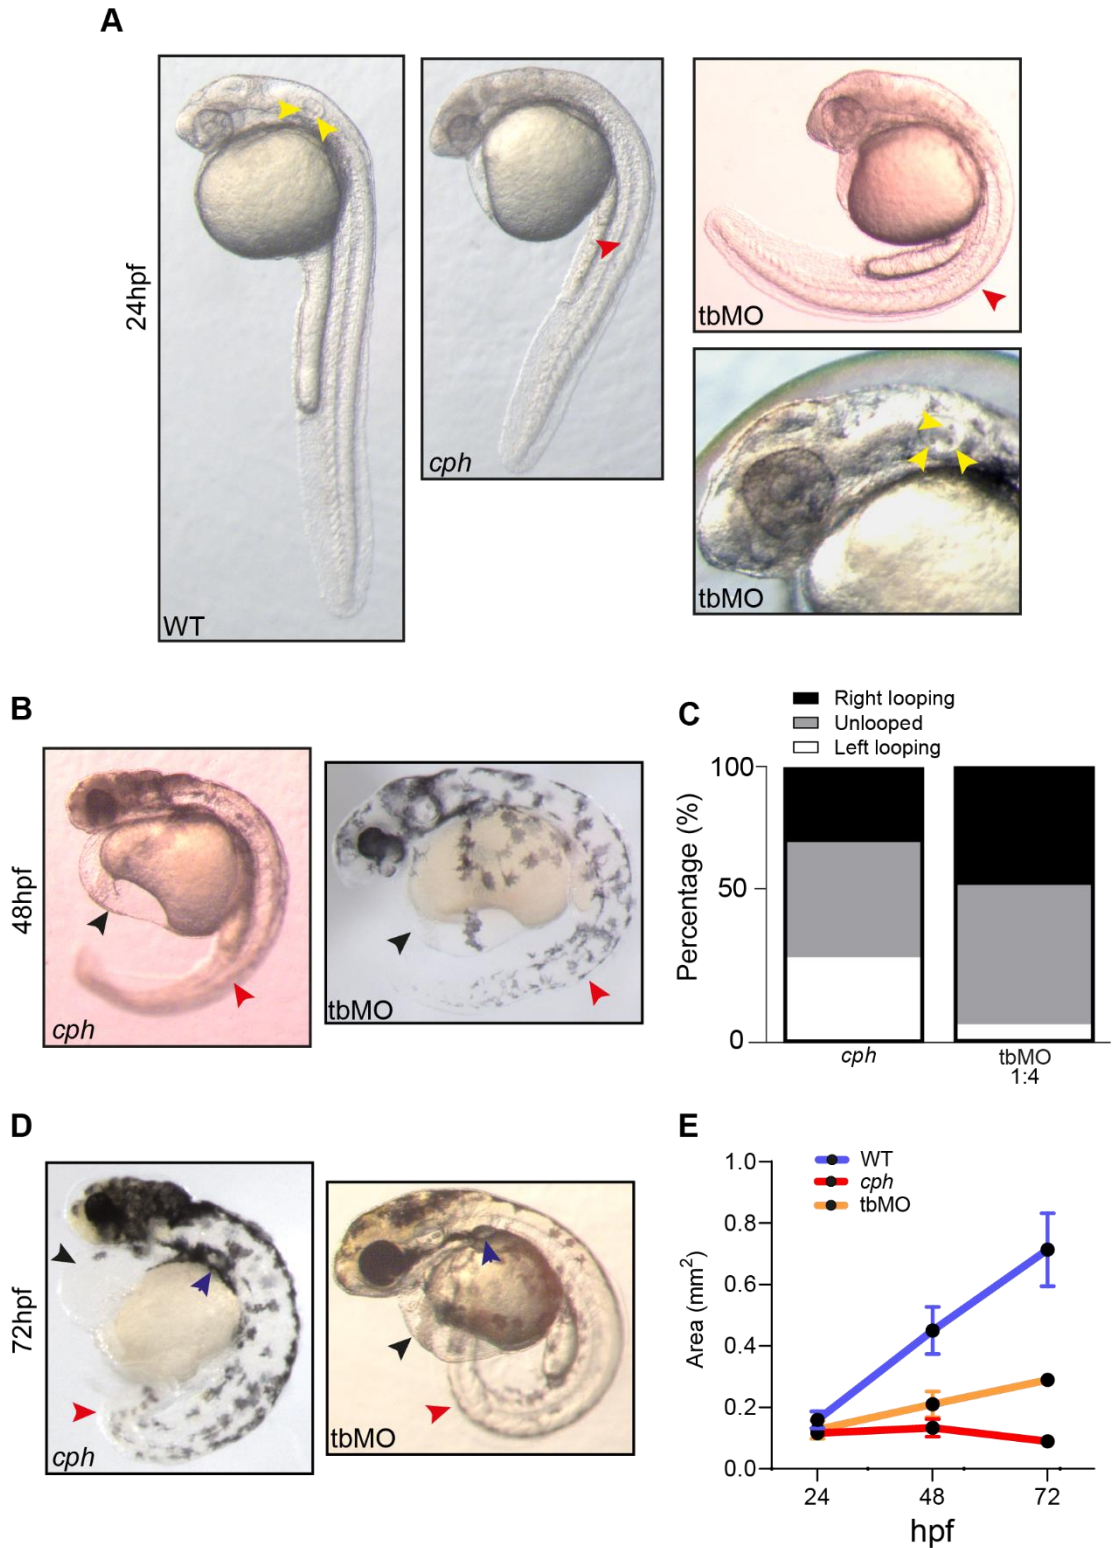 A
24hpf
WT
cph
tbMO
tbMO
B
48hpf
cph
tbMO
C
Right looping
Unlooped
Left looping
Percentage (%)
100
50
0
cph
tbMO
1:4
D
72hpf
cph
tbMO
E
WT
cph
tbMO
Area (mm²)
1.0
0.8
0.6
0.4
0.2
0.0
24 48 72
hpf